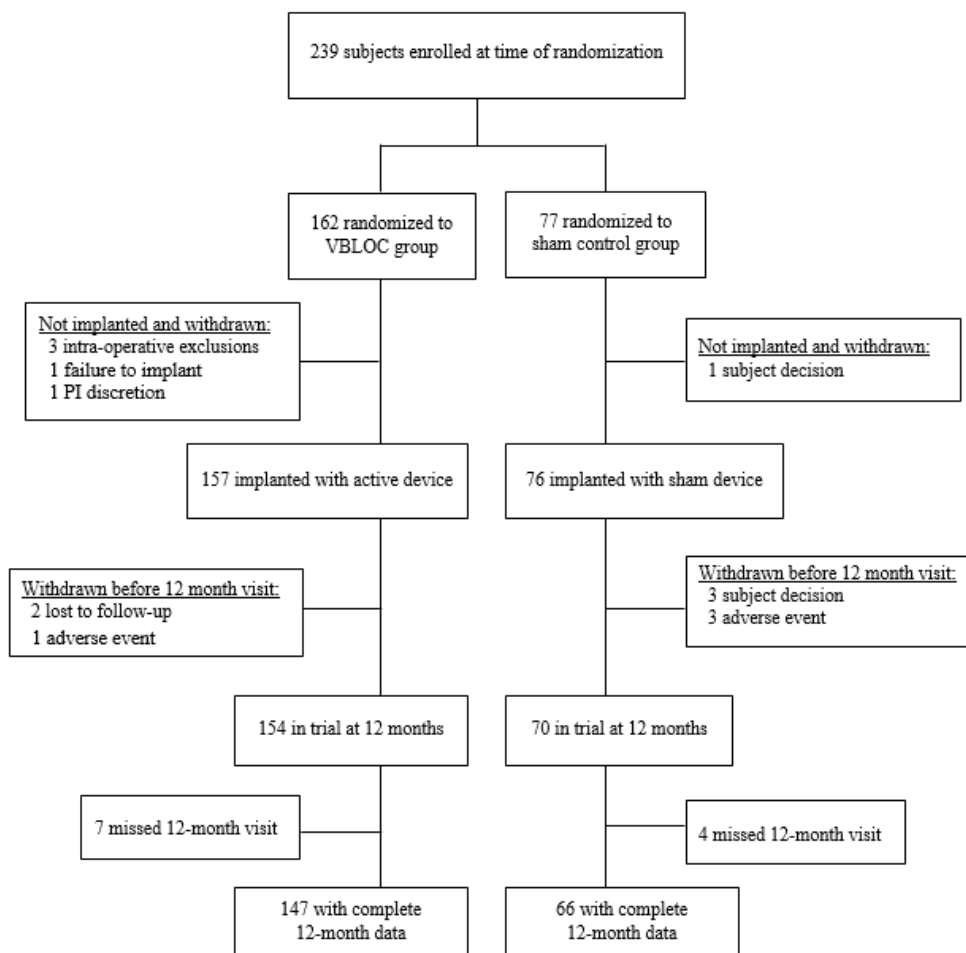 239 subjects enrolled at time of randomization
162 randomized to
VBLOC group
77 randomized to
sham control group
Not implanted and withdrawn:
3 intra-operative exclusions
1 failure to implant
1 PI discretion
Not implanted and withdrawn:
1 subject decision
157 implanted with active device
76 implanted with sham device
Withdrawn before 12 month visit:
2 lost to follow-up
1 adverse event
Withdrawn before 12 month visit:
3 subject decision
3 adverse event
154 in trial at 12 months
70 in trial at 12 months
7 missed 12-month visit
4 missed 12-month visit
147 with complete
12-month data
66 with complete
12-month data